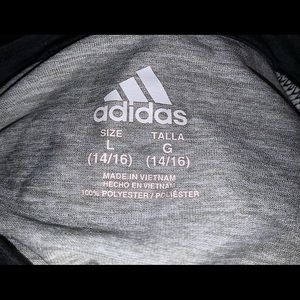 adidas
SIZE TALLA
L G
(14/16) (14/16)
MADE IN VIETNAM
HECHO EN VIETNAM
100% POLYESTER / POLIÉSTER